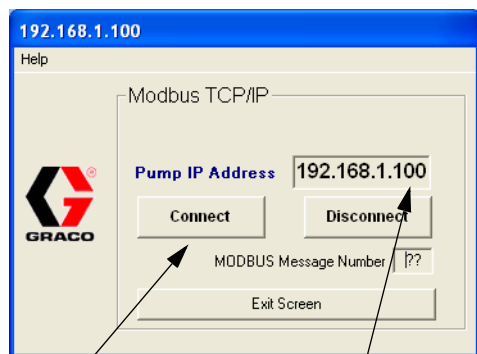 192.168.1.100
Help
Modbus TCP/IP
Pump IP Address 192.168.1.100
GRACO
Connect Disconnect
MODBUS Message Number ??
Exit Screen